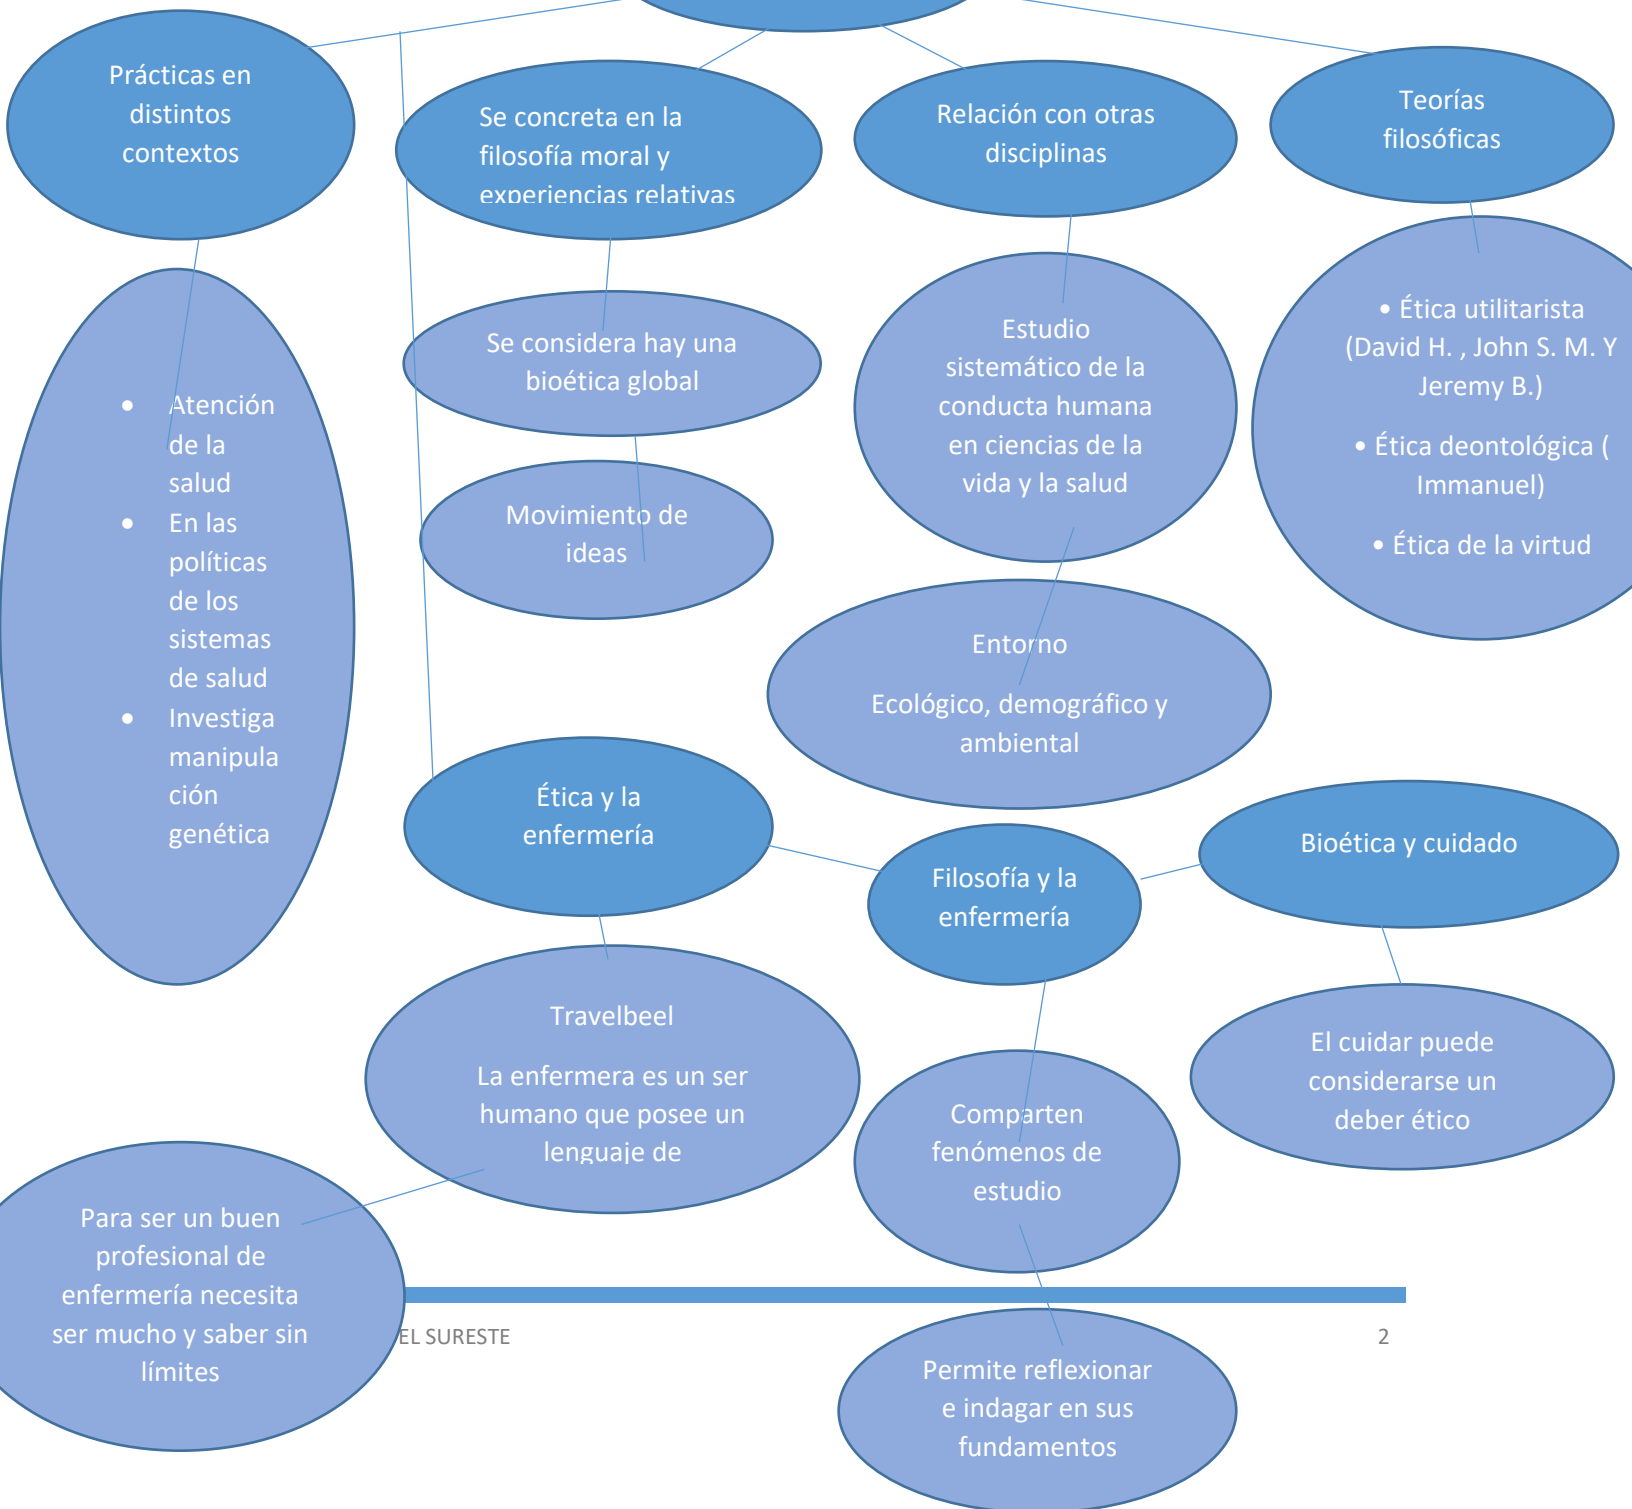 Prácticas en
distintos
contextos
Se concreta en la
filosofía moral y
experiencias relativas
Relación con otras
disciplinas
Teorías
filosóficas
• Atención
de la
salud
• En las
políticas
de los
sistemas
de salud
• Investiga
manipula
ción
genética
Se considera hay una
bioética global
Movimiento de
ideas
Estudio
sistemático de la
conducta humana
en ciencias de la
vida y la salud
• Ética utilitarista
(David H. , John S. M. Y
Jeremy B.)
• Ética deontológica (
Immanuel)
• Ética de la virtud
Entorno
Ecológico, demográfico y
ambiental
Ética y la
enfermería
Filosofía y la
enfermería
Bioética y cuidado
Travelbeel
La enfermera es un ser
humano que posee un
lenguaje de
Comparten
fenómenos de
estudio
El cuidar puede
considerarse un
deber ético
Para ser un buen
profesional de
enfermería necesita
ser mucho y saber sin
límites
EL SURESTE
2
Permite reflexionar
e indagar en sus
fundamentos